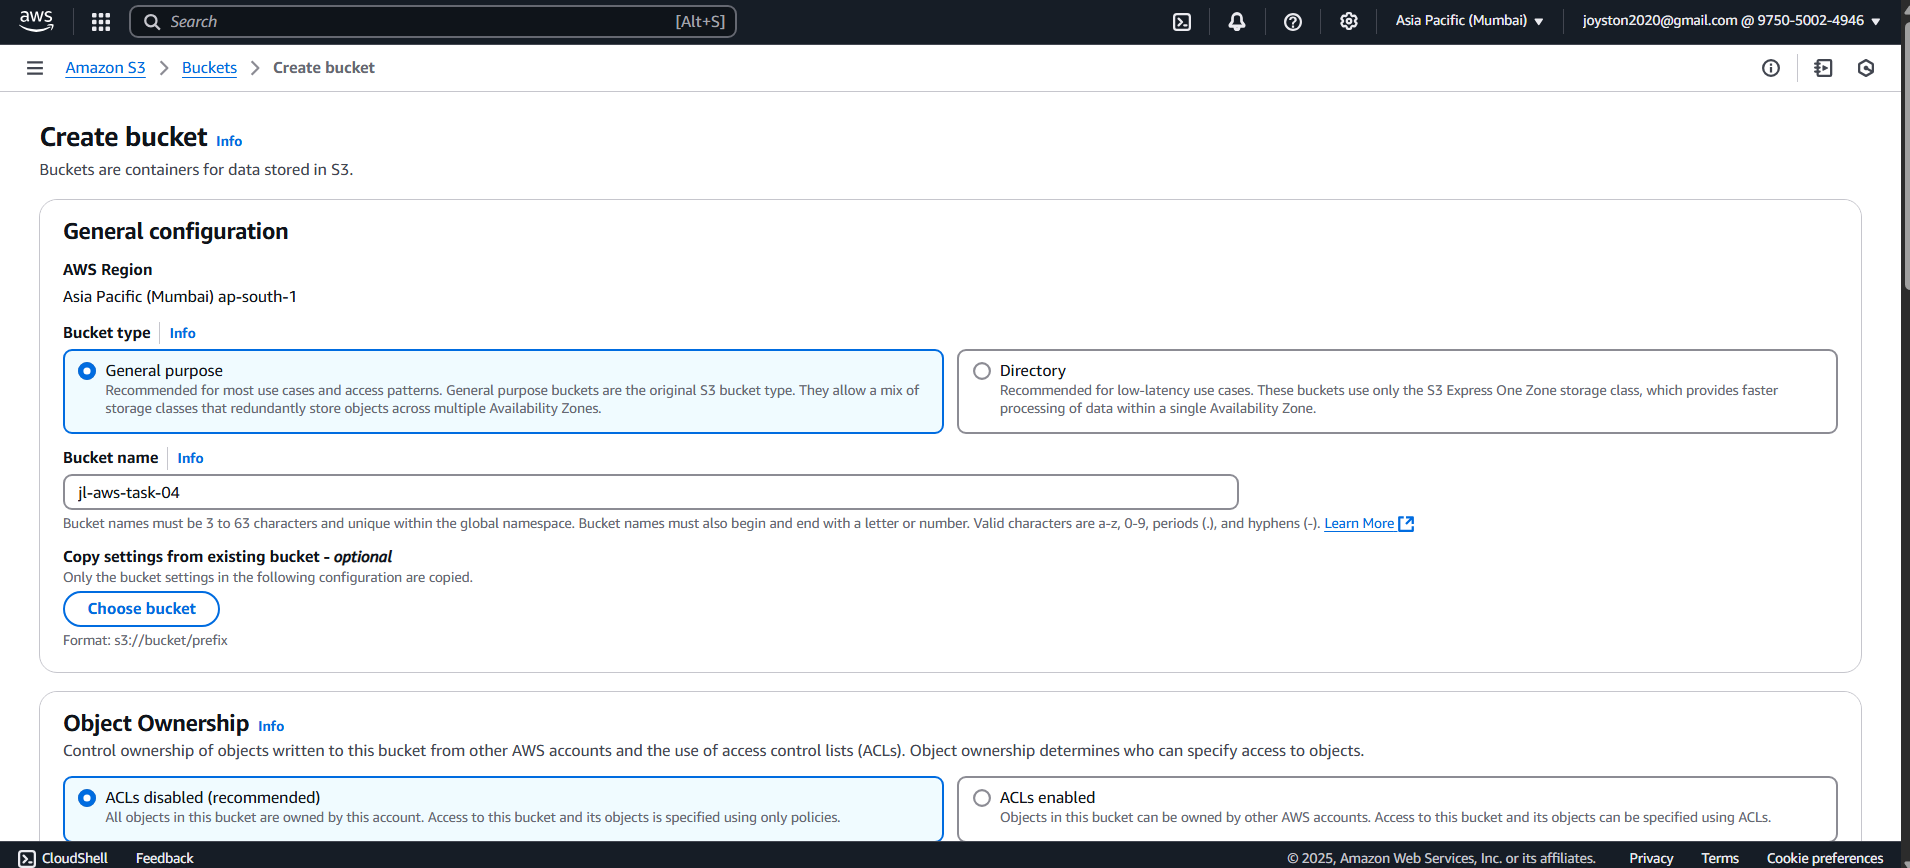 aws
Search [Alt+S]
Asia Pacific (Mumbai)
joyston2020@gmail.com @ 9750-5002-4946
Amazon S3
Buckets
Create bucket
Create bucket Info
Buckets are containers for data stored in S3.
General configuration
AWS Region
Asia Pacific (Mumbai) ap-south-1
Bucket type Info
General purpose
Recommended for most use cases and access patterns. General purpose buckets are the original S3 bucket type. They allow a mix of
storage classes that redundantly store objects across multiple Availability Zones.
Directory
Recommended for low-latency use cases. These buckets use only the S3 Express One Zone storage class, which provides faster
processing of data within a single Availability Zone.
Bucket name Info
jl-aws-task-04
Bucket names must be 3 to 63 characters and unique within the global namespace. Bucket names must also begin and end with a letter or number. Valid characters are a-z, 0-9, periods (.), and hyphens (-). Learn More
Copy settings from existing bucket - optional
Only the bucket settings in the following configuration are copied.
Choose bucket
Format: s3://bucket/prefix
Object Ownership Info
Control ownership of objects written to this bucket from other AWS accounts and the use of access control lists (ACLs). Object ownership determines who can specify access to objects.
ACLs disabled (recommended)
All objects in this bucket are owned by this account. Access to this bucket and its objects is specified using only policies.
ACLs enabled
Objects in this bucket can be owned by other AWS accounts. Access to this bucket and its objects can be specified using ACLs.
CloudShell
Feedback
© 2025, Amazon Web Services, Inc. or its affiliates.
Privacy
Terms
Cookie preferences